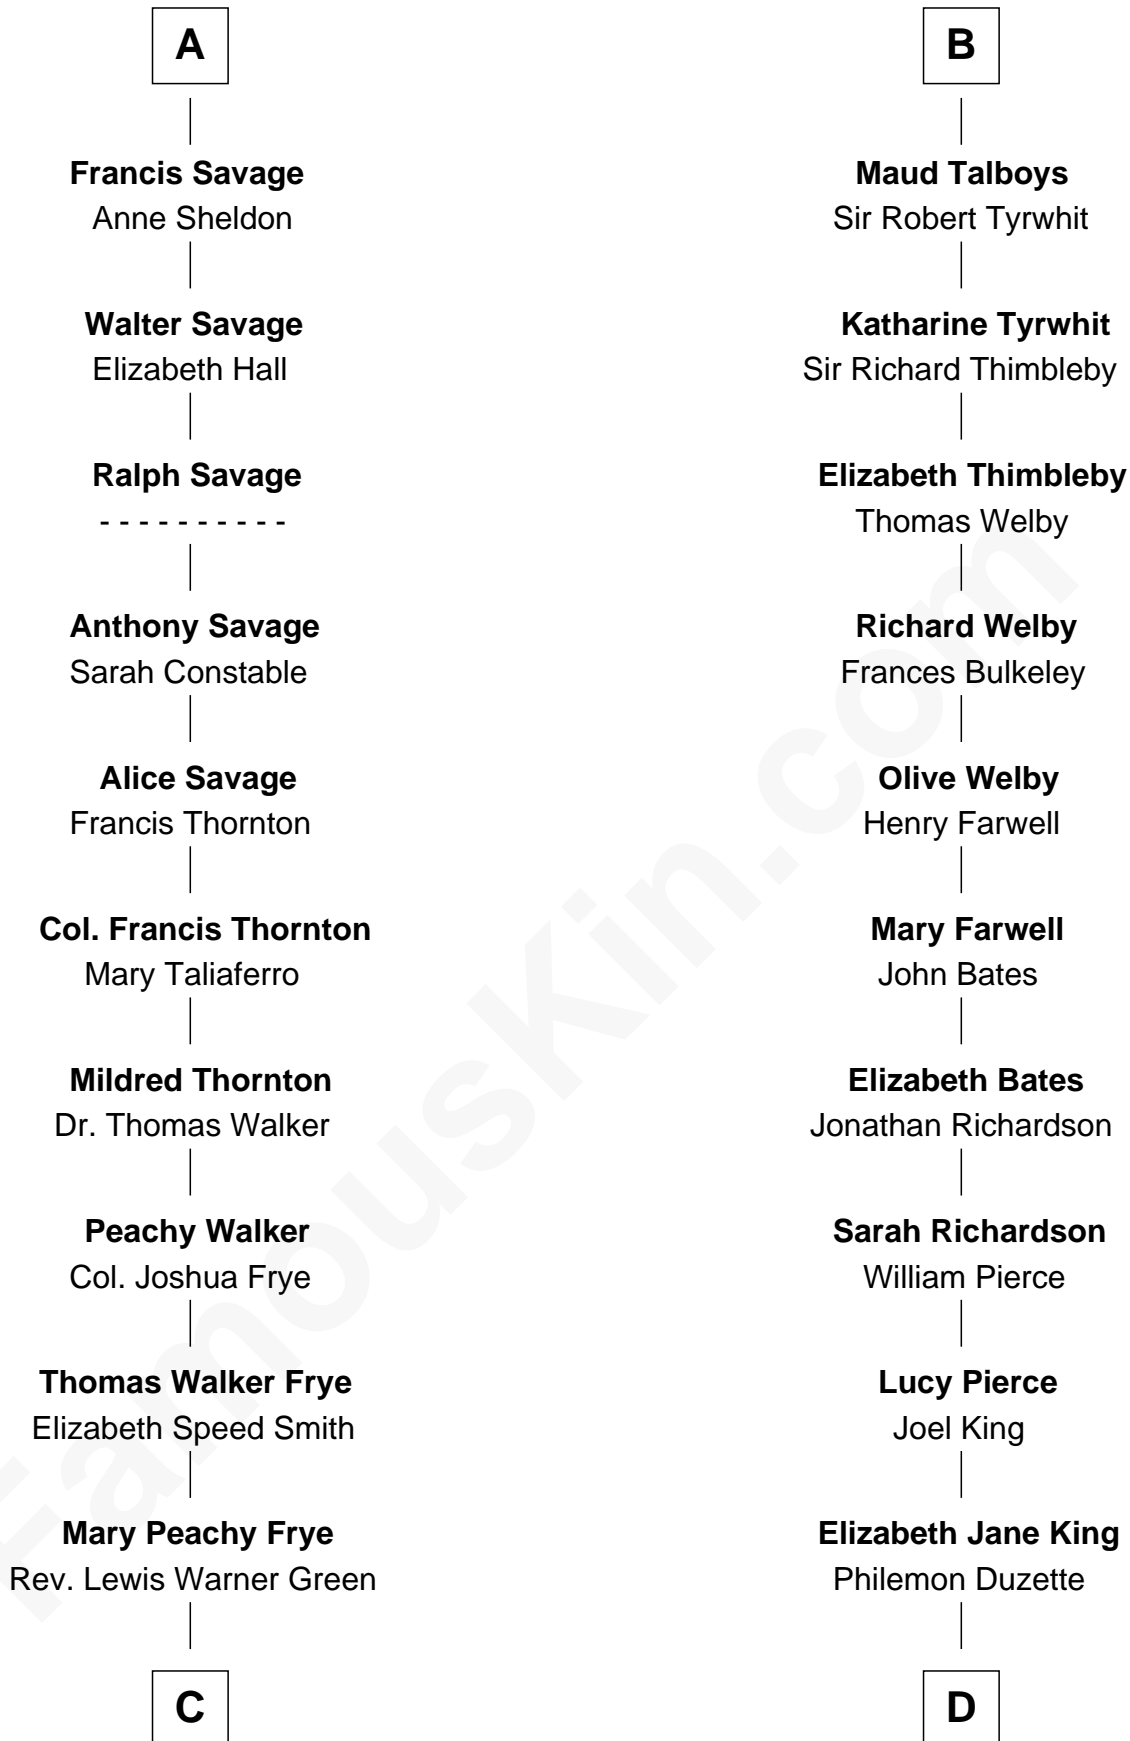 A
Francis Savage
Anne Sheldon
Walter Savage
Elizabeth Hall
Ralph Savage
- - - - - - - - - -
Anthony Savage
Sarah Constable
Alice Savage
Francis Thornton
Col. Francis Thornton
Mary Taliaferro
Mildred Thornton
Dr. Thomas Walker
Peachy Walker
Col. Joshua Frye
Thomas Walker Frye
Elizabeth Speed Smith
Mary Peachy Frye
Rev. Lewis Warner Green
C
B
Maud Talboys
Sir Robert Tyrwhit
Katharine Tyrwhit
Sir Richard Thimbleby
Elizabeth Thimbleby
Thomas Welby
Richard Welby
Frances Bulkeley
Olive Welby
Henry Farwell
Mary Farwell
John Bates
Elizabeth Bates
Jonathan Richardson
Sarah Richardson
William Pierce
Lucy Pierce
Joel King
Elizabeth Jane King
Philemon Duzette
D
FamousKin.com